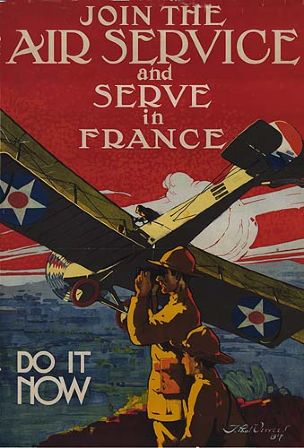 JOIN THE
AIR SERVICE
and
SERVE
in
FRANCE
DO IT
NOW